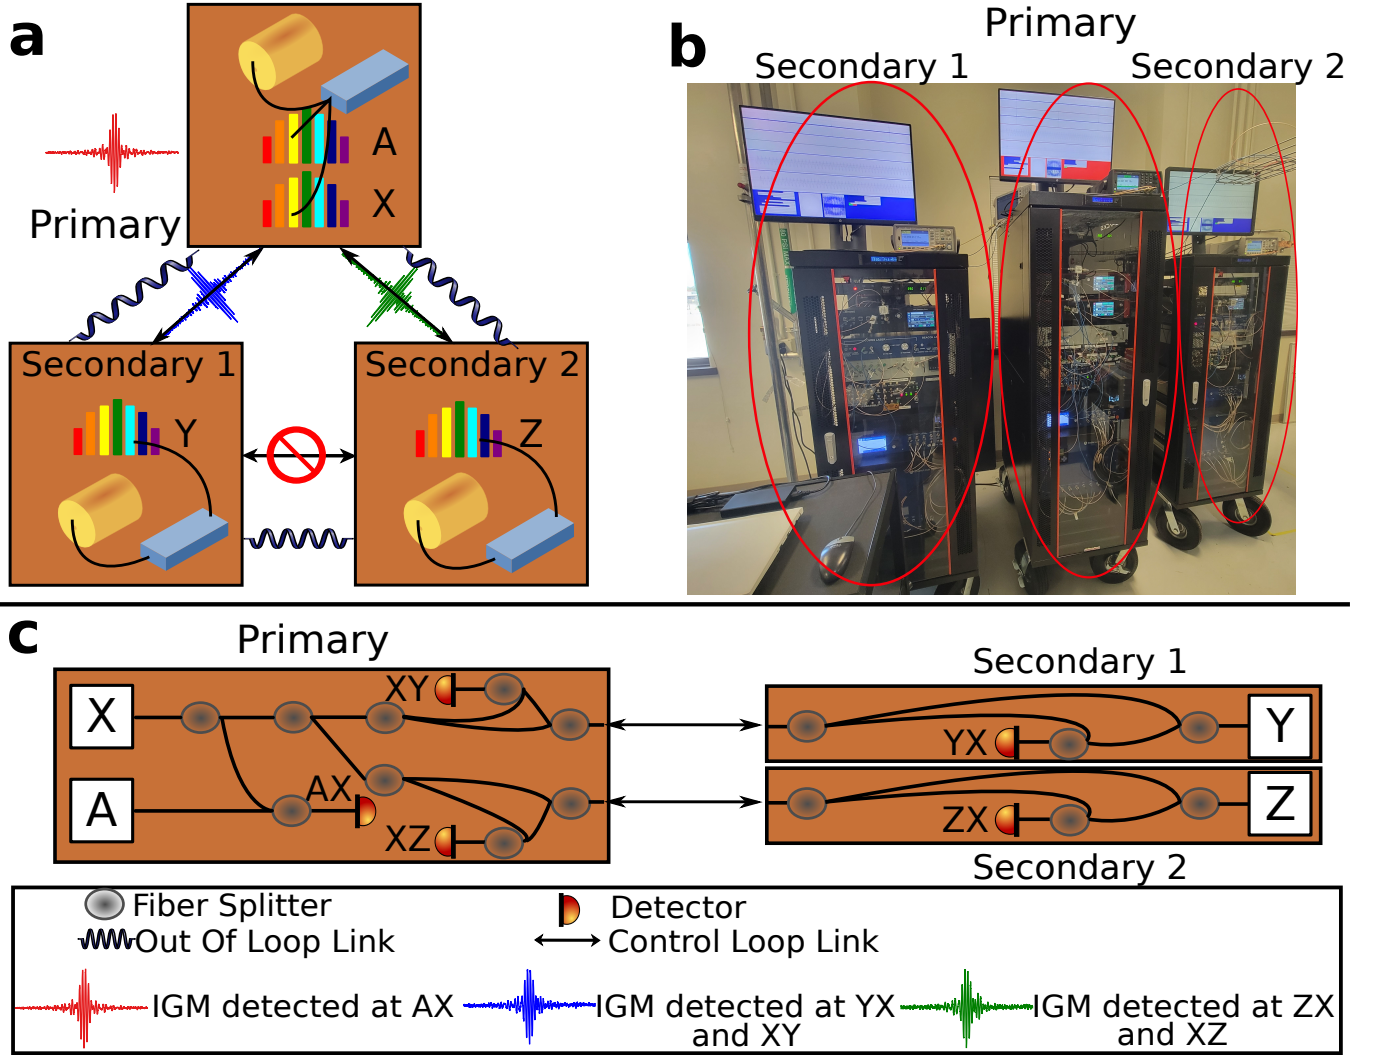 a
Primary
A
X
Secondary 1
Y
Secondary 2
Z
b
Primary
Secondary 1
Secondary 2
c
Primary
X
A
XY
AX
XZ
Secondary 1
YX
Y
ZX
Z
Secondary 2
Fiber Splitter
Detector
Out Of Loop Link
Control Loop Link
IGM detected at AX
IGM detected at YX
and XY
IGM detected at ZX
and XZ